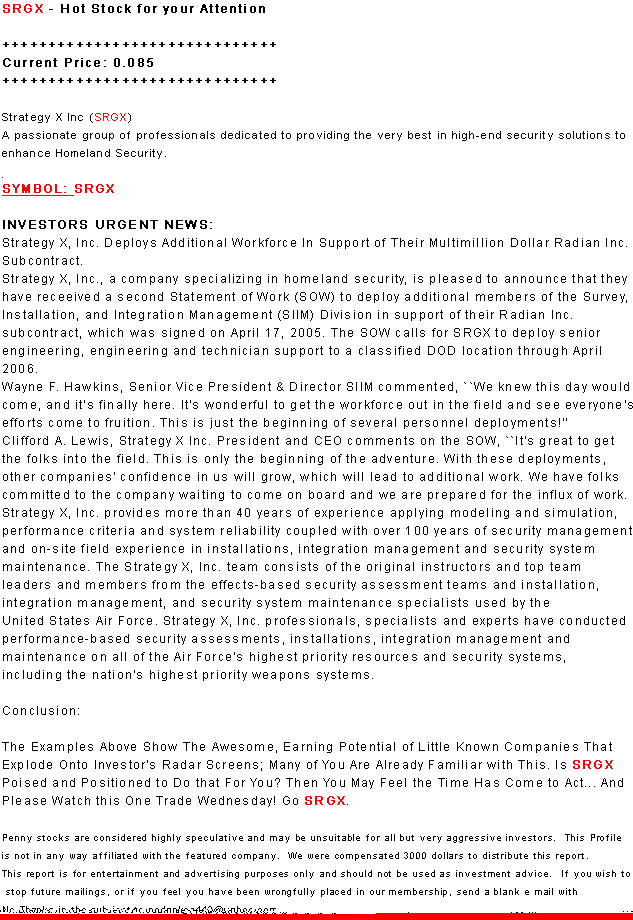 SRGX - Hot Stock for your Attention
++++++++++++++++++++++++++++++
Current Price: 0.085
++++++++++++++++++++++++++++++
Strategy X Inc (SRGX)
A passionate group of professionals dedicated to providing the very best in high-end security solutions to
enhance Homeland Security.
.
SYMBOL: SRGX
INVESTORS URGENT NEWS:
Strategy X, Inc. Deploys Additional Workforce In Support of Their Multimillion Dollar Radian Inc.
Subcontract.
Strategy X, Inc., a company specializing in homeland security, is pleased to announce that they
have receeived a second Statement of Work (SOW) to deploy additional members of the Survey,
Installation, and Integration Management (SIIM) Division in support of their Radian Inc.
subcontract, which was signed on April 17, 2005. The SOW calls for SRGX to deploy senior
engineering, engineering and technician support to a classified DOD location through April
2006.
Wayne F. Hawkins, Senior Vice President & Director SIIM commented, ``We knew this day would
come, and it's finally here. It's wonderful to get the workforce out in the field and see everyone's
efforts come to fruition. This is just the beginning of several personnel deployments!''
Clifford A. Lewis, Strategy X Inc. President and CEO comments on the SOW, ``It's great to get
the folks into the field. This is only the beginning of the adventure. With these deployments,
other companies' confidence in us will grow, which will lead to additional work. We have folks
committed to the company waiting to come on board and we are prepared for the influx of work.
Strategy X, Inc. provides more than 40 years of experience applying modeling and simulation,
performance criteria and system reliability coupled with over 100 years of security management
and on-site field experience in installations, integration management and security system
maintenance. The Strategy X, Inc. team consists of the original instructors and top team
leaders and members from the effects-based security assessment teams and installation,
integration management, and security system maintenance specialists used by the
United States Air Force. Strategy X, Inc. professionals, specialists and experts have conducted
performance-based security assessments, installations, integration management and
maintenance on all of the Air Force's highest priority resources and security systems,
including the nation's highest priority weapons systems.
Conclusion:
The Examples Above Show The Awesome, Earning Potential of Little Known Companies That
Explode Onto Investor's Radar Screens; Many of You Are Already Familiar with This. Is SRGX
Poised and Positioned to Do that For You? Then You May Feel the Time Has Come to Act... And
Please Watch this One Trade Wednesday! Go SRGX.
Penny stocks are considered highly speculative and may be unsuitable for all but very aggressive investors. This Profile
is not in any way affiliated with the featured company. We were compensated 3000 dollars to distribute this report.
This report is for entertainment and advertising purposes only and should not be used as investment advice. If you wish to
stop future mailings, or if you feel you have been wrongfully placed in our membership, send a blank e mail with
No Thanks in the